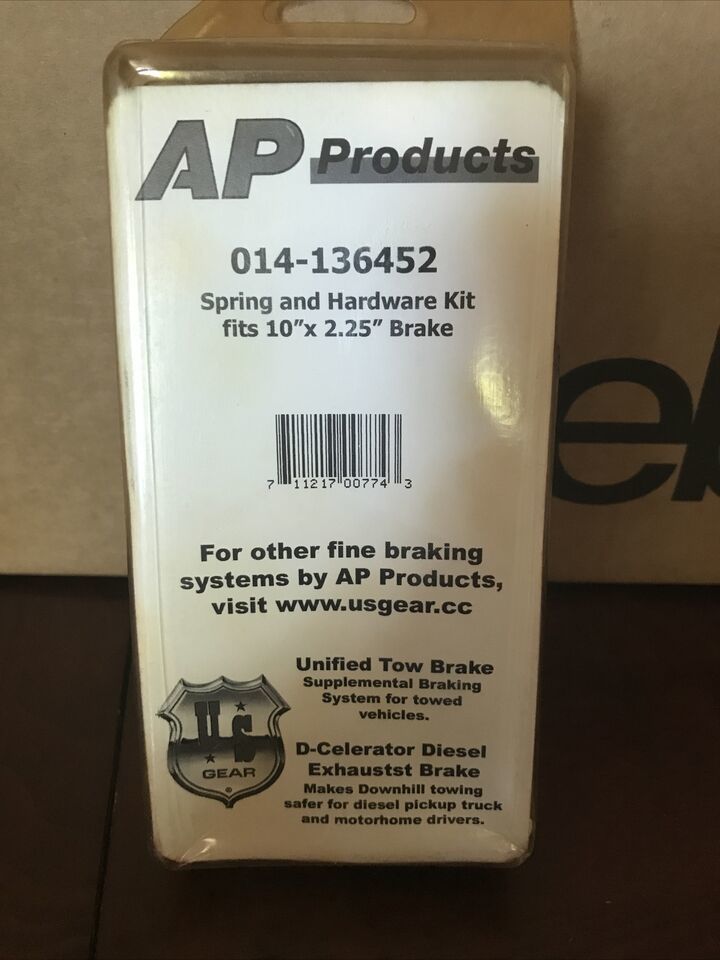 AP Products
014-136452
Spring and Hardware Kit
fits 10"x 2.25" Brake
7 11217 00774 3
For other fine braking
systems by AP Products,
visit www.usgear.cc
Unified Tow Brake
Supplemental Braking
System for towed
vehicles.
US
GEAR
®
D-Celerator Diesel
Exhaustst Brake
Makes Downhill towing
safer for diesel pickup truck
and motorhome drivers.
eb